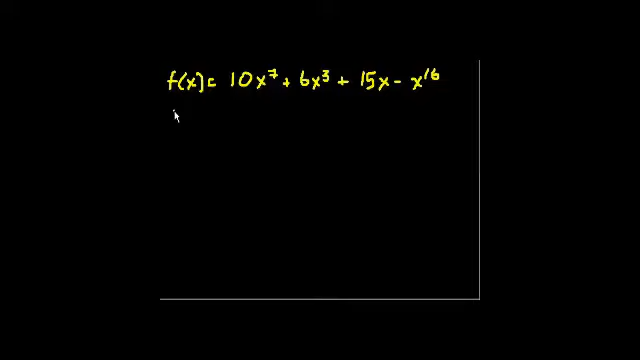 f(x) = 10x⁷ + 6x³ + 15x - x¹⁶